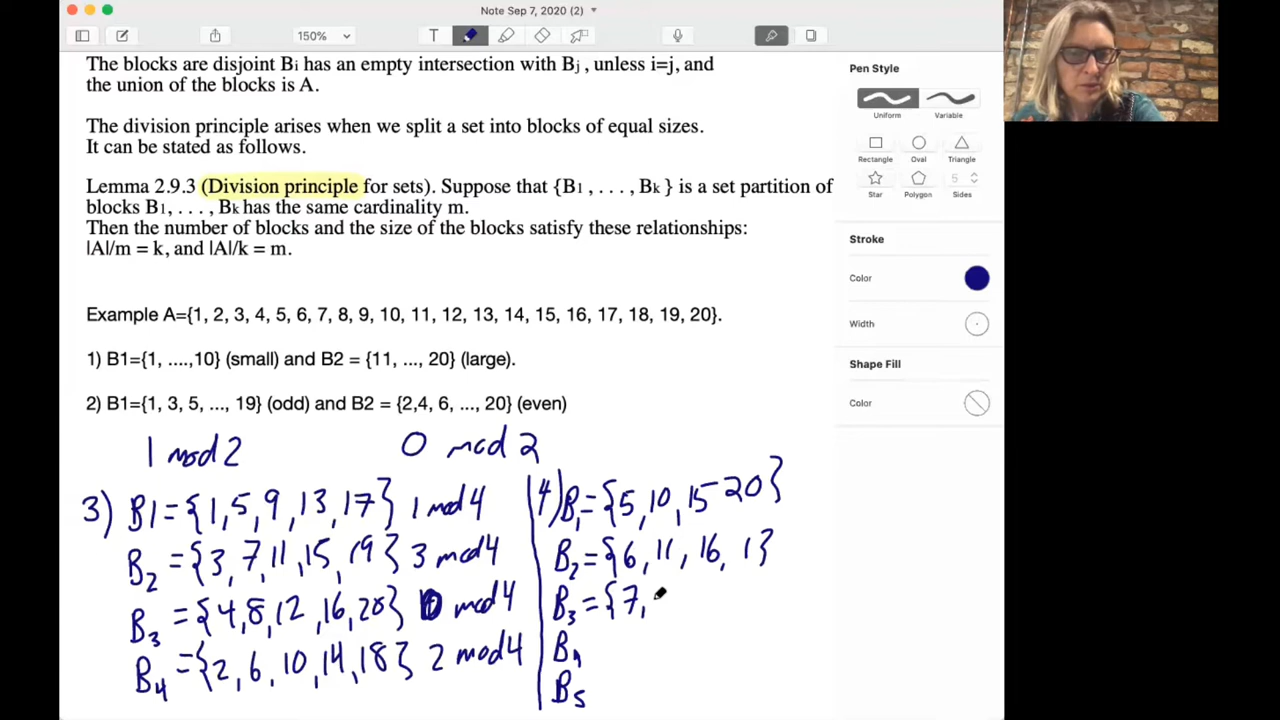 Note Sep 7, 2020 (2)
150%
T
The blocks are disjoint Bi has an empty intersection with Bj , unless i=j, and
the union of the blocks is A.
The division principle arises when we split a set into blocks of equal sizes.
It can be stated as follows.
Lemma 2.9.3 (Division principle for sets). Suppose that {B1 , . . . , Bk } is a set partition of
blocks B1, . . . , Bk has the same cardinality m.
Then the number of blocks and the size of the blocks satisfy these relationships:
|A|/m = k, and |A|/k = m.
Example A={1, 2, 3, 4, 5, 6, 7, 8, 9, 10, 11, 12, 13, 14, 15, 16, 17, 18, 19, 20}.
1) B1={1, ....,10} (small) and B2 = {11, ..., 20} (large).
2) B1={1, 3, 5, ..., 19} (odd) and B2 = {2,4, 6, ..., 20} (even)
1 mod 2 0 mod 2
3) B1={1,5,9,13,17} 1 mod 4
B2={3,7,11,15,19} 3 mod 4
B3={4,8,12,16,20} 0 mod 4
B4={2,6,10,14,18} 2 mod 4
4) B1={5,10,15 20}
B2={6,11,16,1}
B3={7,
B4
B5
Pen Style
Uniform
Variable
Rectangle
Oval
Triangle
Star
Polygon
5
Sides
Stroke
Color
Width
Shape Fill
Color